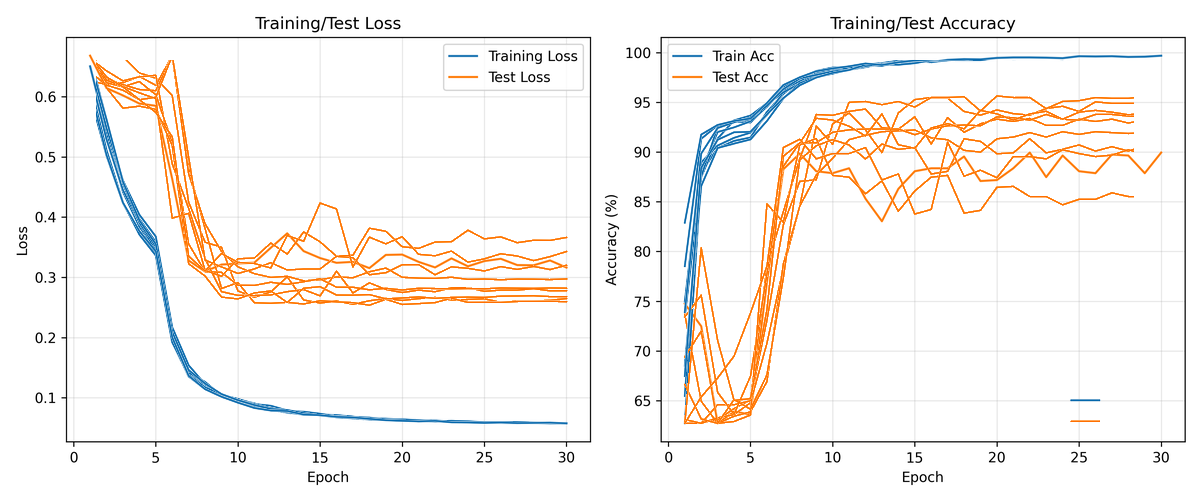 Training/Test Loss
Training Loss
Test Loss
0.6
0.5
0.4
0.3
0.2
0.1
Loss
0
5
10
15
20
25
30
Epoch
Training/Test Accuracy
Train Acc
Test Acc
100
95
90
85
80
75
70
65
Accuracy (%)
0
5
10
15
20
25
30
Epoch